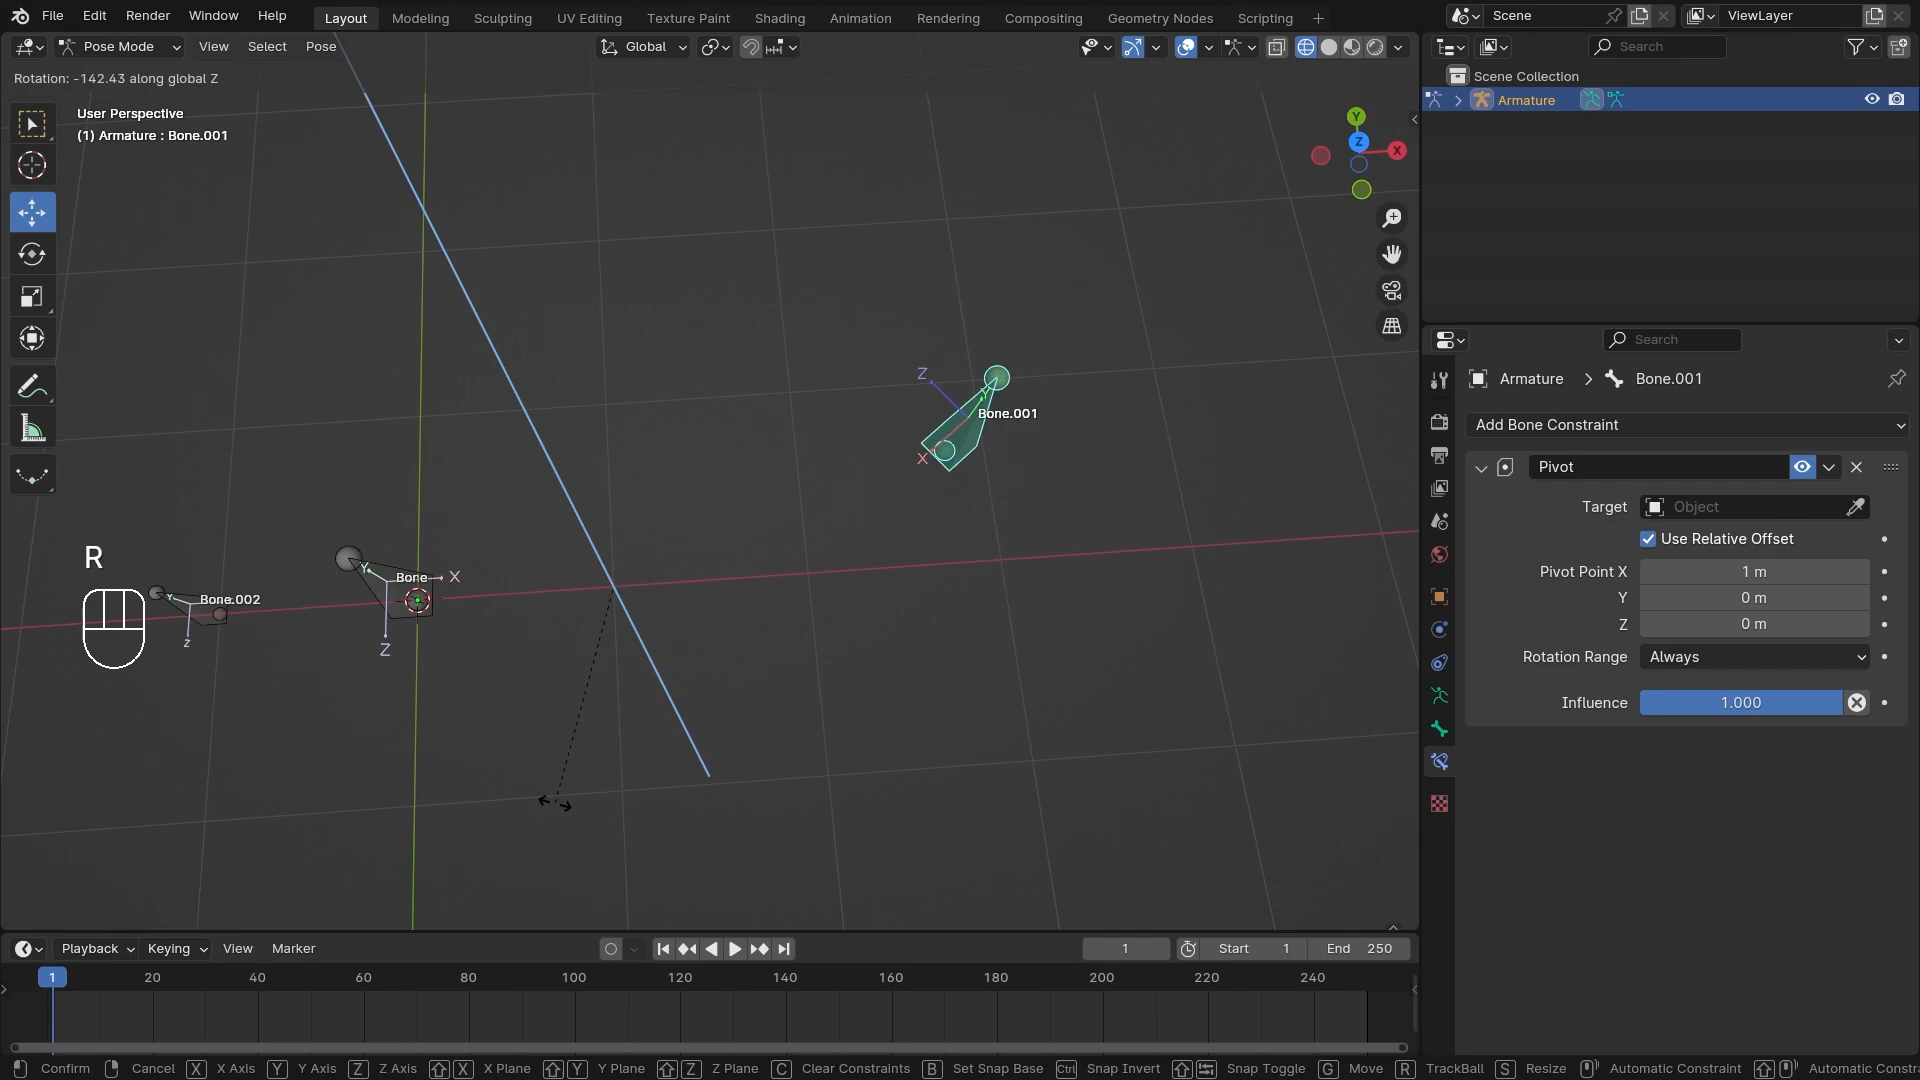 File Edit Render Window Help Layout Modeling Sculpting UV Editing Texture Paint Shading Animation Rendering Compositing Geometry Nodes Scripting + Scene ViewLayer
Pose Mode View Select Pose Global Search
Rotation: -142.43 along global Z
Scene Collection
Armature
User Perspective
(1) Armature : Bone.001
Y
Z
X
Search
Armature > Bone.001
Add Bone Constraint
Pivot
Target Object
Use Relative Offset
Pivot Point X 1 m
Y 0 m
Z 0 m
Rotation Range Always
Influence 1.000
Z
Y
Bone.001
X
R
Y Bone X
Y Bone.002
Z
Z
Playback Keying View Marker 1 Start 1 End 250
1 20 40 60 80 100 120 140 160 180 200 220 240
Confirm Cancel X X Axis Y Y Axis Z Z Axis X X Plane Y Y Plane Z Z Plane C Clear Constraints B Set Snap Base Ctrl Snap Invert Snap Toggle G Move R TrackBall S Resize Automatic Constraint Automatic Constra